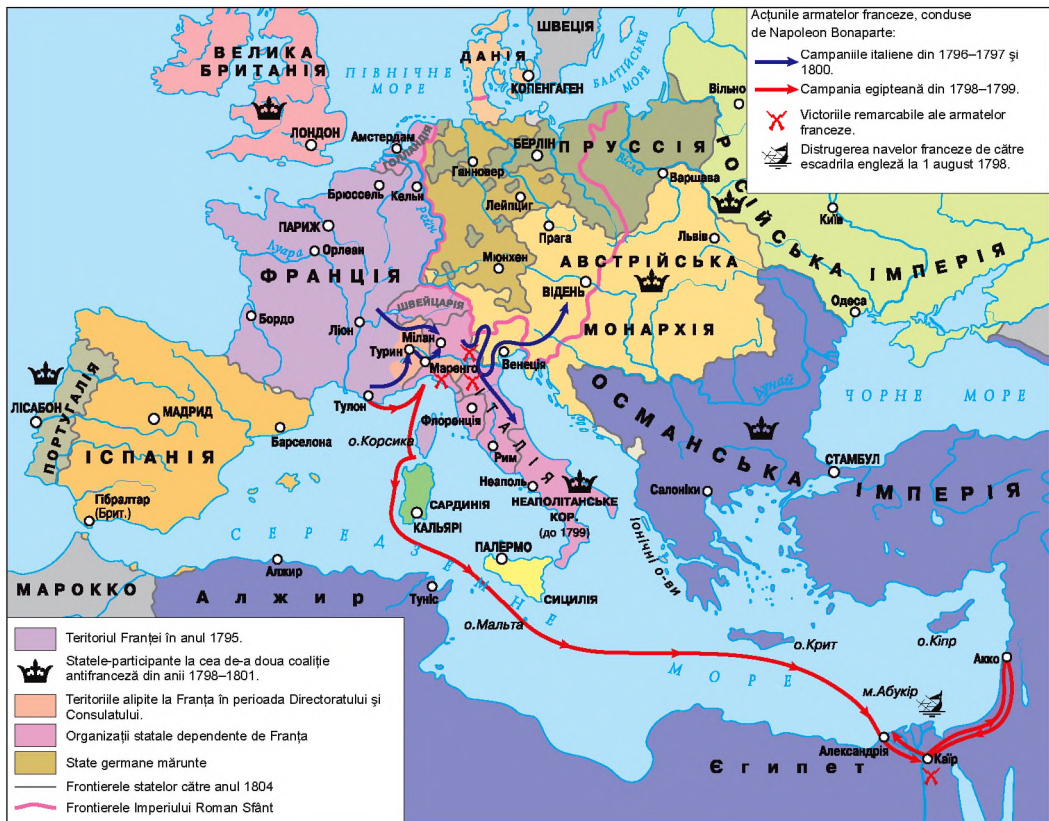 Acțiunile armatelor franceze, conduse
de Napoleon Bonaparte:
Campaniile italiene din 1796–1797 și
1800.
Campania egipteană din 1798–1799.
Victoriile remarcabile ale armatelor
franceze.
Distrugerea navelor franceze de către
escadrila engleză la 1 august 1798.
ШВЕЦІЯ
ВЕЛИКА
БРИТАНІЯ
ДАНІЯ
ПІВНІЧНЕ
МОРЕ
КОПЕНГАГЕН
БАЛТІЙСЬКЕ
МОРЕ
Вільно
ЛОНДОН
Амстердам
ГОЛЛАНДІЯ
БЕРЛІН
ПРУССІЯ
Ганновер
Вісла
Варшава
РОСІЙСЬКА ІМПЕРІЯ
Брюссель
Кельн
Лейпциг
Рейн
Київ
ПАРИЖ
Прага
Львів
Луара
Орлеан
Мюнхен
АВСТРІЙСЬКА
ФРАНЦІЯ
ВІДЕНЬ
ШВЕЙЦАРІЯ
Одеса
Бордо
Ліон
Мілан
МОНАРХІЯ
Турин
Венеція
Маренго
Дунай
ЧОРНЕ МОРЕ
ПОРТУГАЛІЯ
ЛІСАБОН
МАДРИД
Тулон
ІТАЛІЯ
Флоренція
ОСМАНСЬКА
ІМПЕРІЯ
Барселона
о.Корсика
Рим
СТАМБУЛ
ІСПАНІЯ
Неаполь
Салоніки
Гібралтар
(Брит.)
САРДИНІЯ
НЕАПОЛІТАНСЬКЕ
КОР.
(до 1799)
КАЛЬЯРІ
Іонічні о-ви
СЕРЕДЗЕМНЕ
МОРЕ
ПАЛЕРМО
МАРОККО
Алжир
Алжир
Туніс
СИЦИЛІЯ
о.Мальта
о.Крит
о.Кіпр
Акко
м.Абукір
Александрія
Каїр
Єгипет
Teritoriul Franței în anul 1795.
Statele-participante la cea de-a doua coaliție
antifranceză din anii 1798–1801.
Teritoriile alipite la Franța în perioada Directoratului și
Consulatului.
Organizații statale dependente de Franța
State germane mărunte
Frontierele statelor către anul 1804
Frontierele Imperiului Roman Sfânt